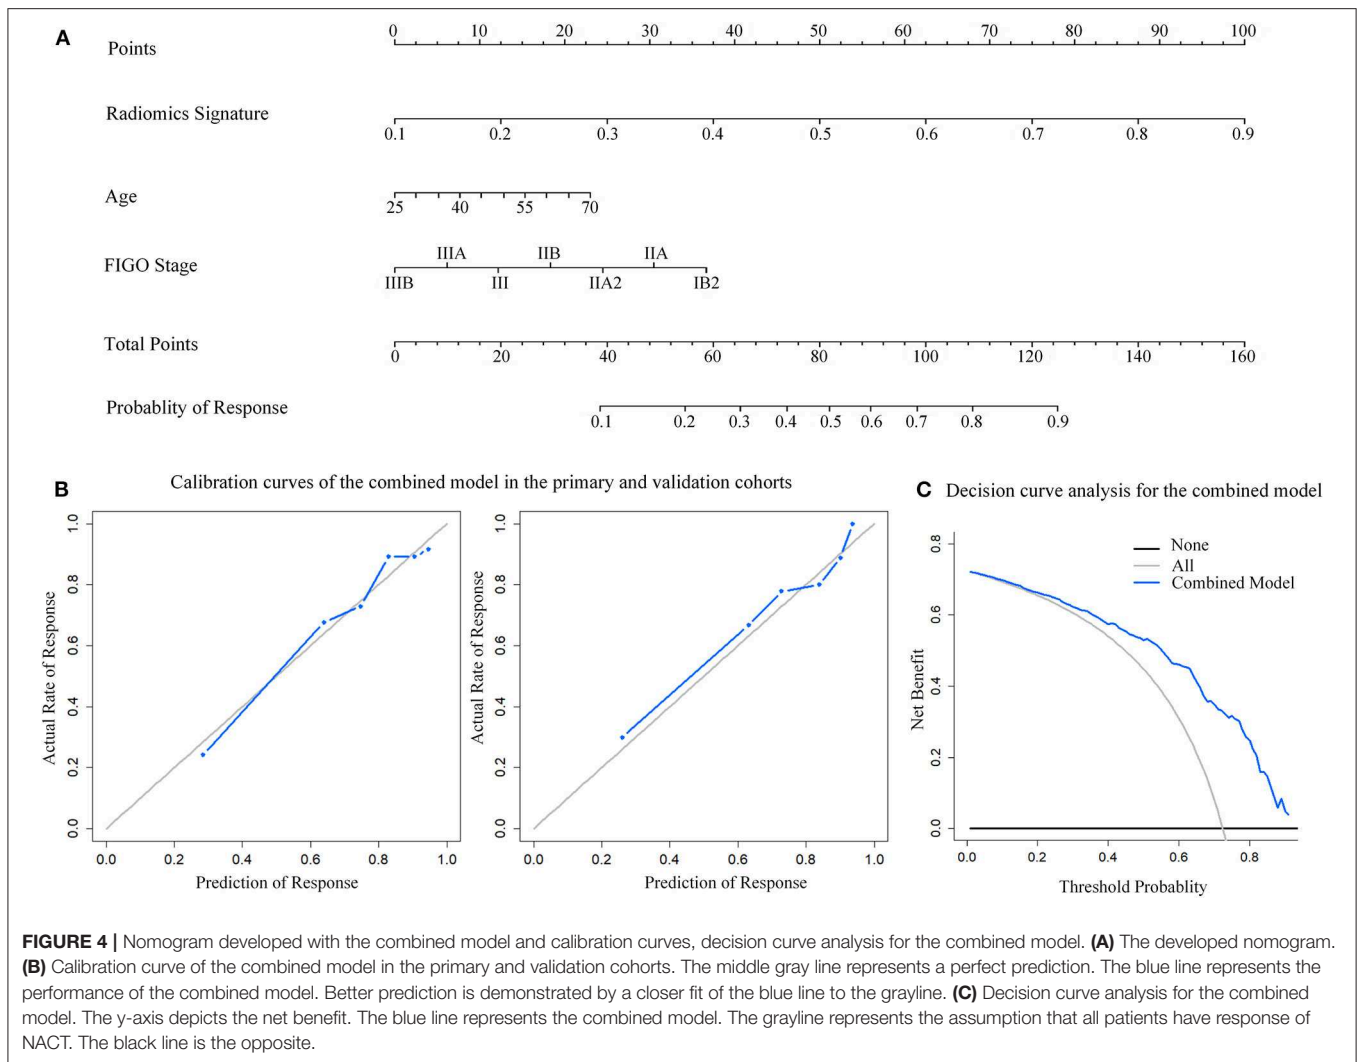 A
Points
0 10 20 30 40 50 60 70 80 90 100
Radiomics Signature
0.1 0.2 0.3 0.4 0.5 0.6 0.7 0.8 0.9
Age
25 40 55 70
FIGO Stage
IIIA IIB IIA
IIIB III IIA2 IB2
Total Points
0 20 40 60 80 100 120 140 160
Probablity of Response
0.1 0.2 0.3 0.4 0.5 0.6 0.7 0.8 0.9
B
Calibration curves of the combined model in the primary and validation cohorts
Actual Rate of Response
1.0
0.8
0.6
0.4
0.2
0.0
0.0 0.2 0.4 0.6 0.8 1.0
Prediction of Response
Actual Rate of Response
1.0
0.8
0.6
0.4
0.2
0.0
0.0 0.2 0.4 0.6 0.8 1.0
Prediction of Response
C
Decision curve analysis for the combined model
None
All
Combined Model
Net Benefit
0.8
0.6
0.4
0.2
0.0
0.0 0.2 0.4 0.6 0.8
Threshold Probablity
FIGURE 4 | Nomogram developed with the combined model and calibration curves, decision curve analysis for the combined model. (A) The developed nomogram.
(B) Calibration curve of the combined model in the primary and validation cohorts. The middle gray line represents a perfect prediction. The blue line represents the
performance of the combined model. Better prediction is demonstrated by a closer fit of the blue line to the grayline. (C) Decision curve analysis for the combined
model. The y-axis depicts the net benefit. The blue line represents the combined model. The grayline represents the assumption that all patients have response of
NACT. The black line is the opposite.